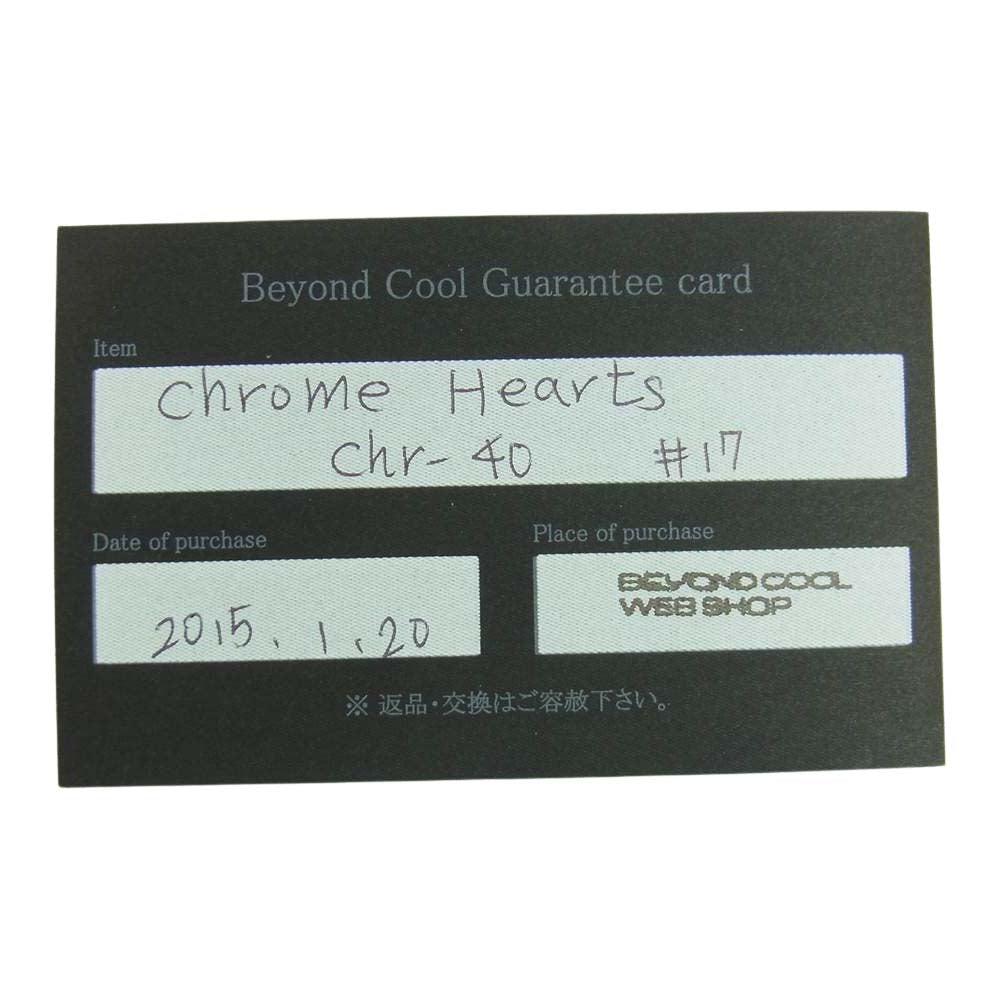 Beyond Cool Guarantee card
Item
Chrome Hearts
Chr-40 #17
Date of purchase
2015.1.20
Place of purchase
BEYOND COOL
WEB SHOP
※ 返品・交換はご容赦下さい。